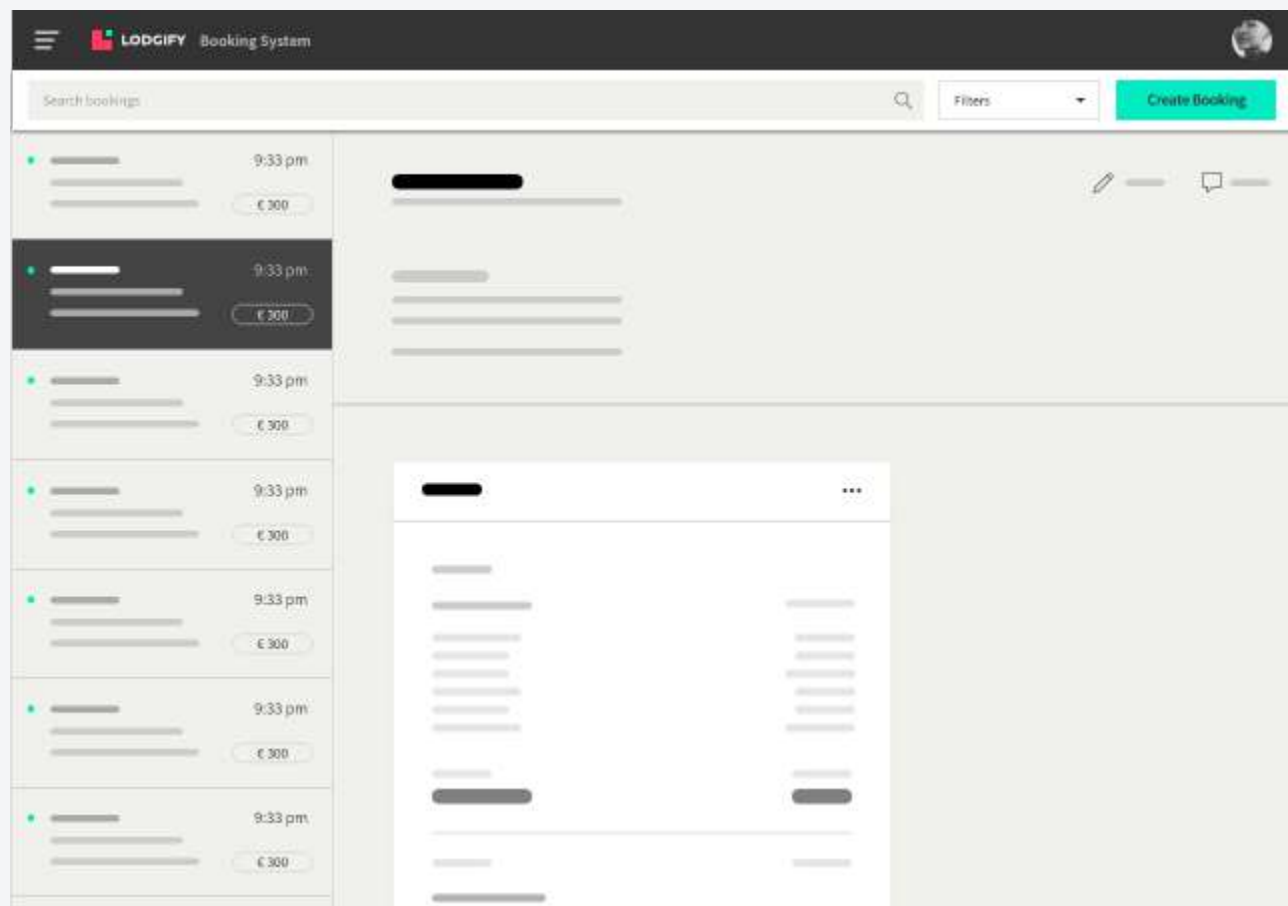 LODGIFY Booking System
Search bookings
Filters
Create Booking
9:33 pm
€ 300
9:33 pm
€ 300
9:33 pm
€ 300
9:33 pm
€ 300
9:33 pm
€ 300
9:33 pm
€ 300
9:33 pm
€ 300